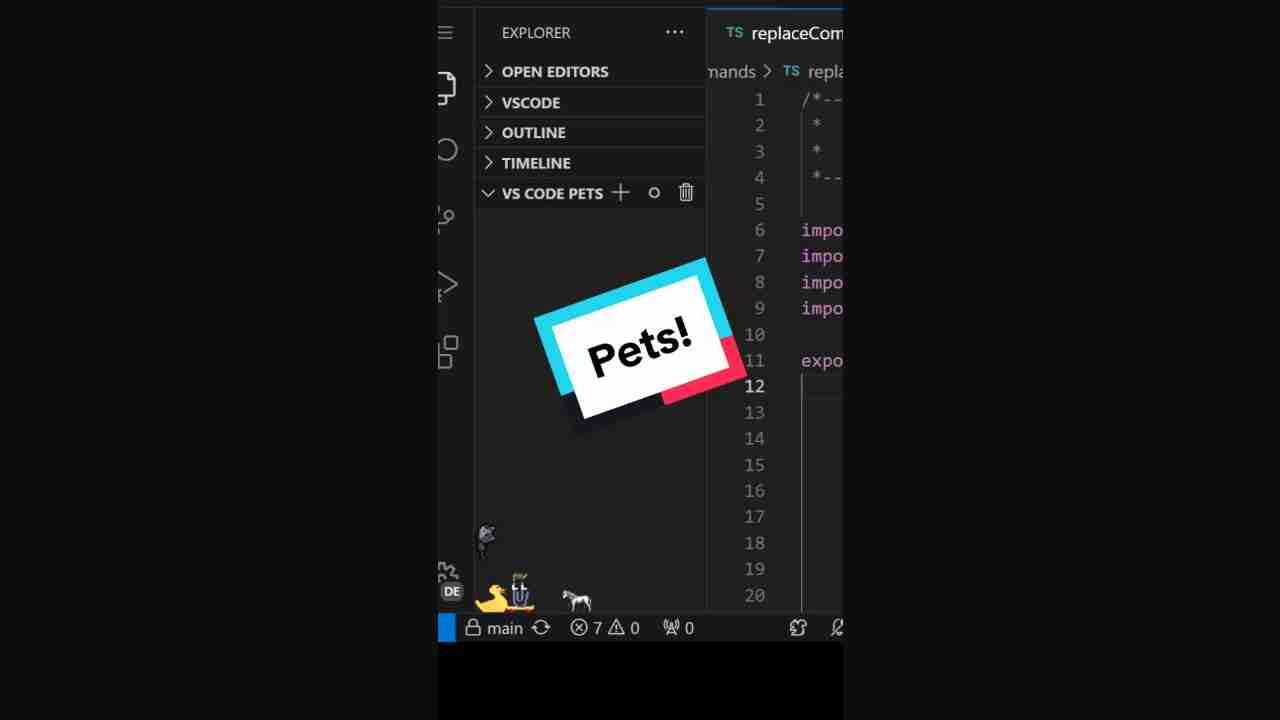 EXPLORER
TS replaceCom
OPEN EDITORS
mands > TS repla
VSCODE
OUTLINE
TIMELINE
VS CODE PETS
1 /*--
2 *
3 *
4 *--
5
6 impo
7 impo
8 impo
9 impo
10
11 expo
12
13
14
15
16
17
18
19
20
Pets!
DE
main 7 0 0